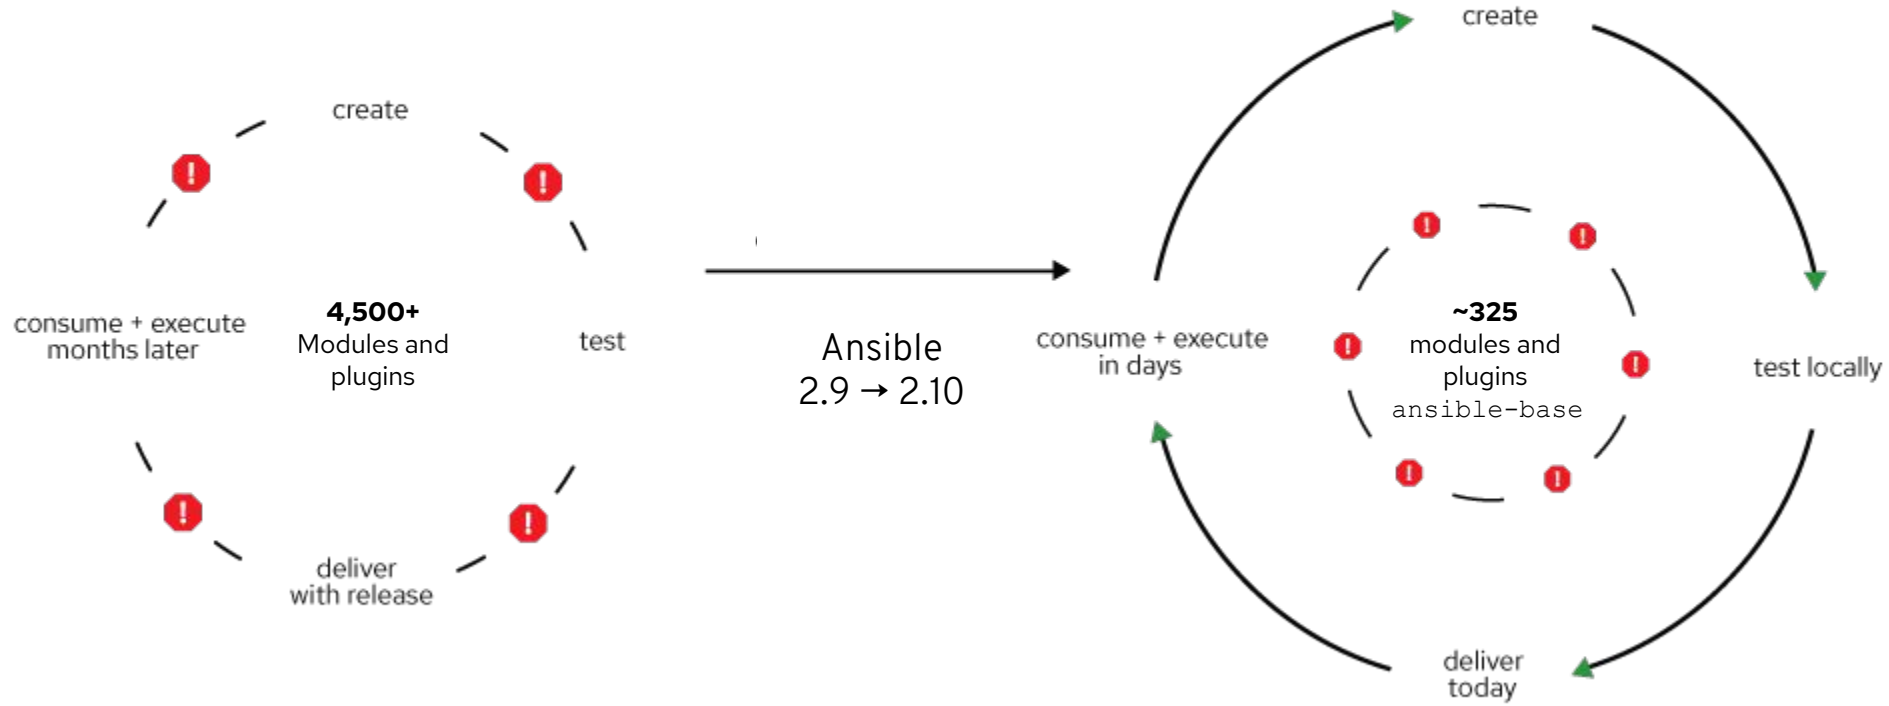 create
consume + execute
months later
4,500+
Modules and
plugins
test
deliver
with release
Ansible
2.9 → 2.10
create
consume + execute
in days
~325
modules and
plugins
ansible-base
test locally
deliver
today